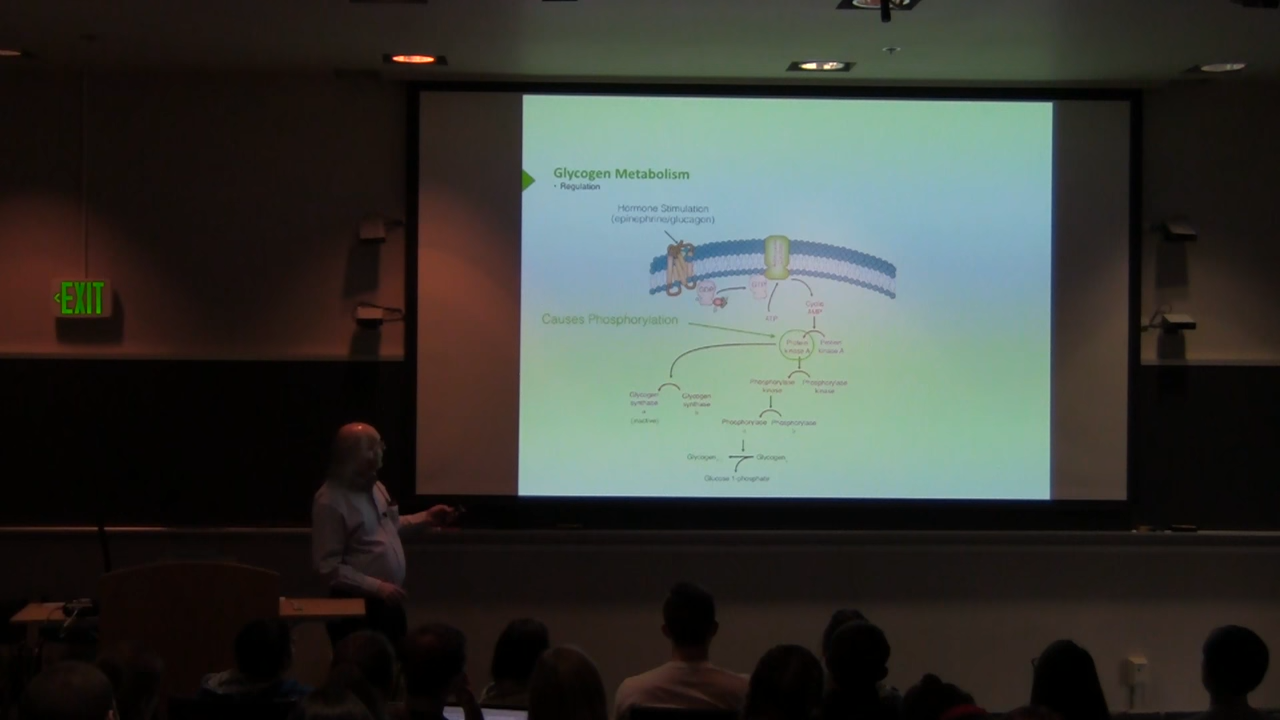 Glycogen Metabolism
• Regulation
Hormone Stimulation
(epinephrine/glucagon)
ATP
Cyclic
AMP
Causes Phosphorylation
Protein
kinase A
Protein
kinase A
Phosphorylase
kinase
Phosphorylase
kinase
Glycogen
synthase
(inactive)
Glycogen
synthase
Phosphorylase
Phosphorylase
Glycogen
Glycogen
Glucose 1-phosphate
<EXIT